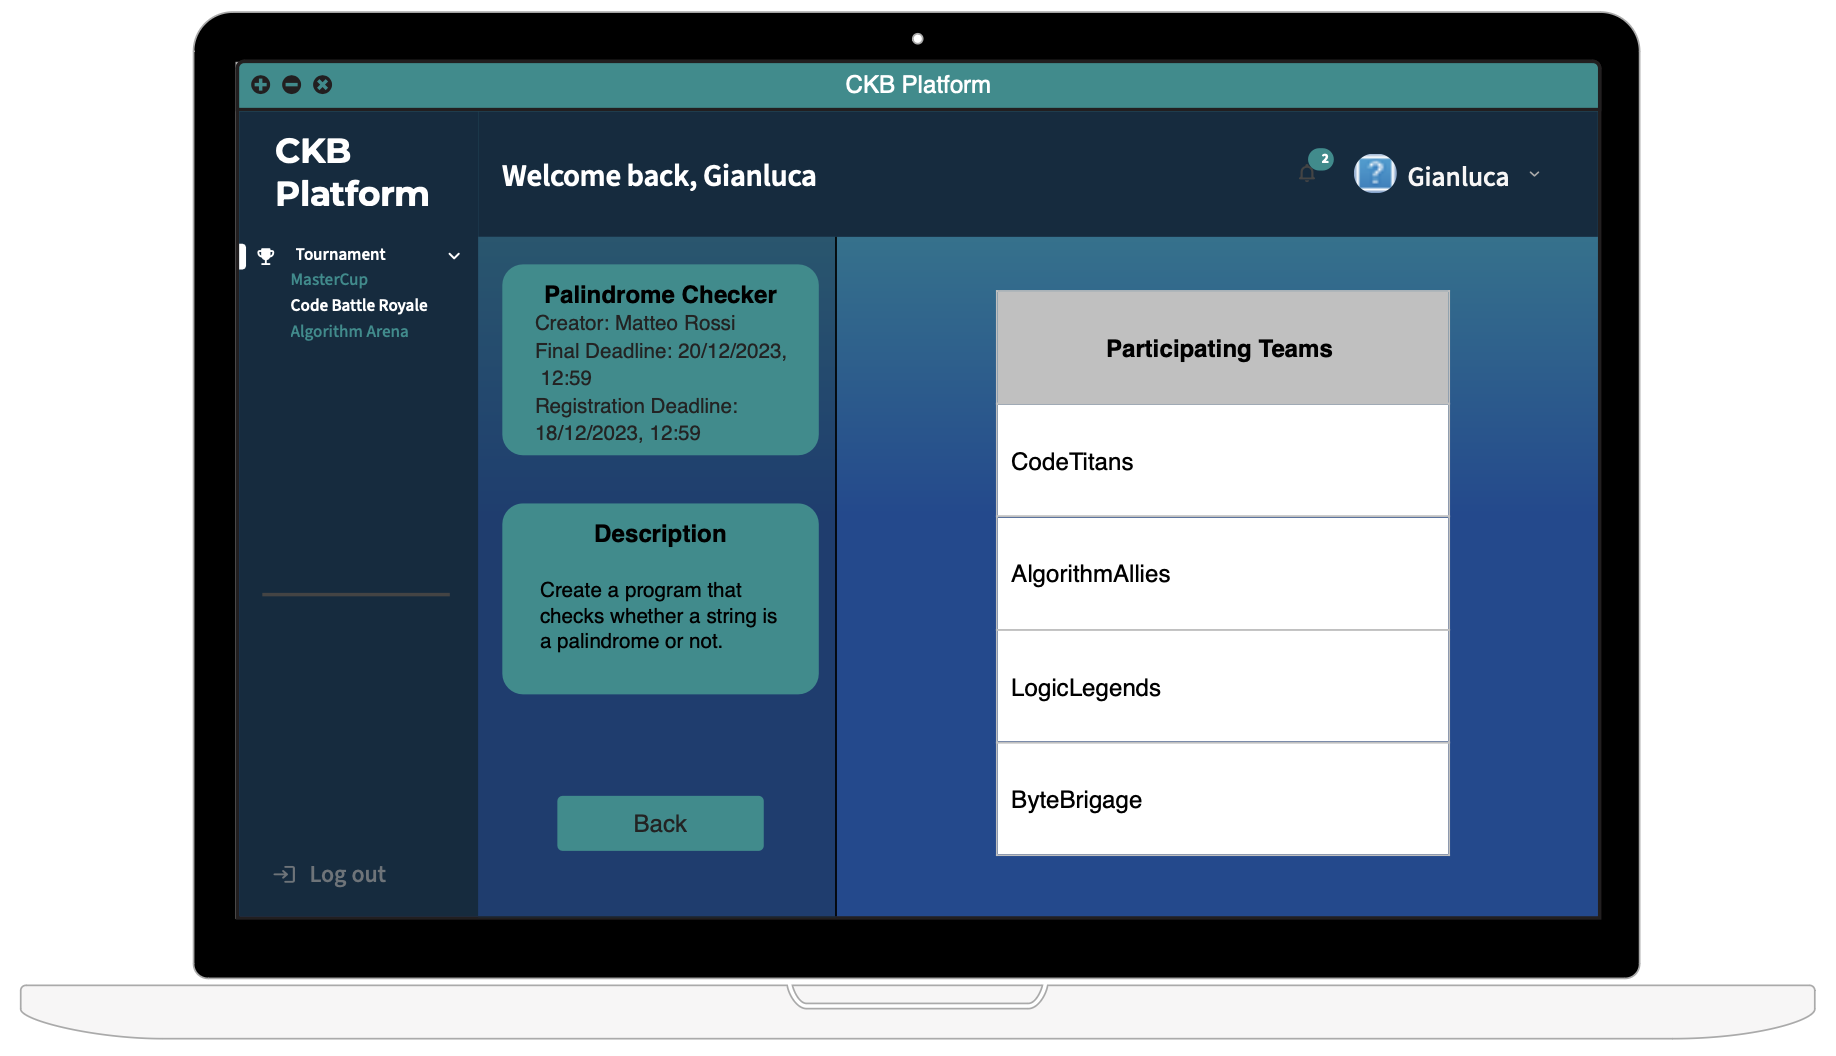 CKB Platform
CKB
Platform
Welcome back, Gianluca
2
?
Gianluca
Tournament
MasterCup
Code Battle Royale
Algorithm Arena
Log out
Palindrome Checker
Creator: Matteo Rossi
Final Deadline: 20/12/2023,
12:59
Registration Deadline:
18/12/2023, 12:59
Description
Create a program that
checks whether a string is
a palindrome or not.
Back
Participating Teams
CodeTitans
AlgorithmAllies
LogicLegends
ByteBrigage